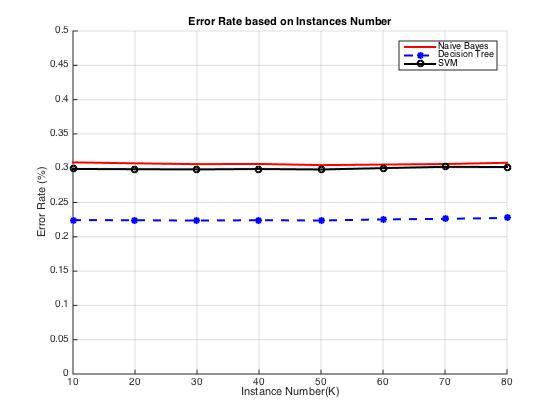 Error Rate based on Instances Number
Naive Bayes
Decision Tree
SVM
0.5
0.45
0.4
0.35
0.3
0.25
0.2
0.15
0.1
0.05
0
Error Rate (%)
10 20 30 40 50 60 70 80
Instance Number(K)